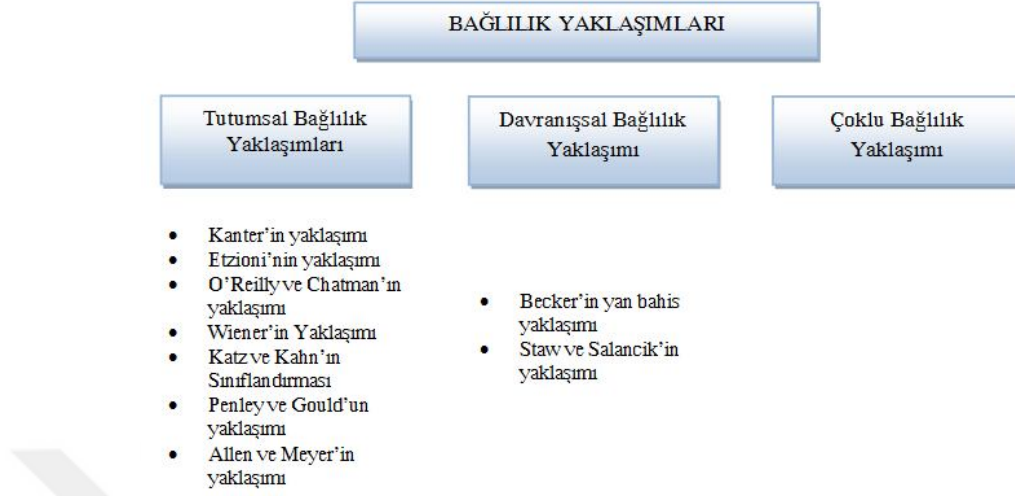 BAĞLILIK YAKLAŞIMLARI
Tutumsal Bağlılık
Yaklaşımları
Davranışsal Bağlılık
Yaklaşımı
Çoklu Bağlılık
Yaklaşımı
• Kanter’in yaklaşımı
• Etzioni’nin yaklaşımı
• O’Reilly ve Chatman’ın
yaklaşımı
• Wiener’in Yaklaşımı
• Katz ve Kahn’ın
Sınıflandırması
• Penley ve Gould’un
yaklaşımı
• Allen ve Meyer’in
yaklaşımı
• Becker’in yan bahis
yaklaşımı
• Staw ve Salancik’in
yaklaşımı